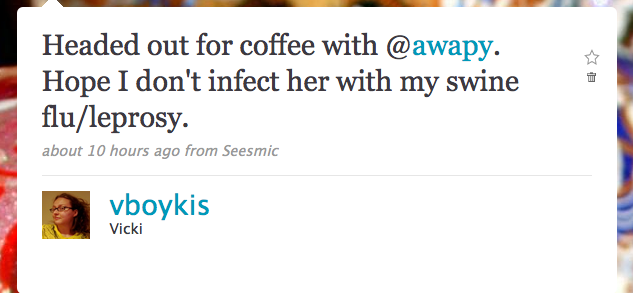 Headed out for coffee with @awapy.
Hope I don't infect her with my swine
flu/leprosy.
about 10 hours ago from Seesmic
vboykis
Vicki